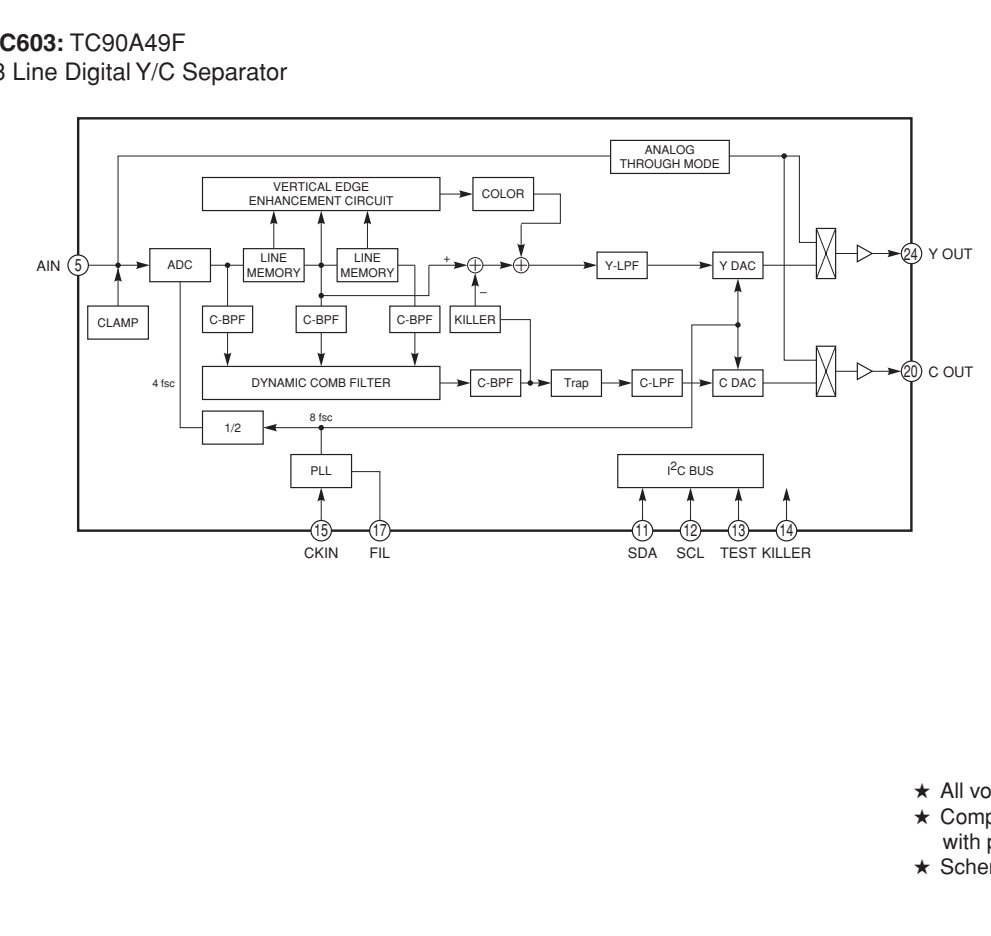 C603: TC90A49F
3 Line Digital Y/C Separator
ANALOG
THROUGH MODE
VERTICAL EDGE
ENHANCEMENT CIRCUIT
COLOR
AIN
5
ADC
LINE
MEMORY
LINE
MEMORY
+
–
Y-LPF
Y DAC
24
Y OUT
CLAMP
C-BPF
C-BPF
C-BPF
KILLER
4 fsc
DYNAMIC COMB FILTER
C-BPF
Trap
C-LPF
C DAC
20
C OUT
1/2
8 fsc
PLL
I2C BUS
15
17
11
12
13
14
CKIN
FIL
SDA
SCL
TEST
KILLER
★ All vo
★ Comp
with p
★ Scher